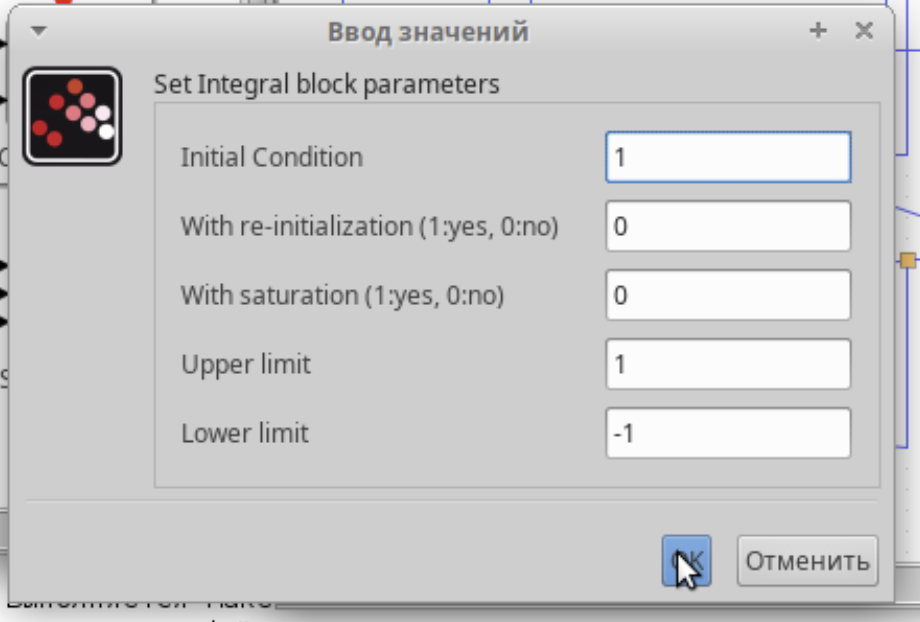 Ввод значений
Set Integral block parameters
Initial Condition 1
With re-initialization (1:yes, 0:no) 0
With saturation (1:yes, 0:no) 0
Upper limit 1
Lower limit -1
OK Отменить